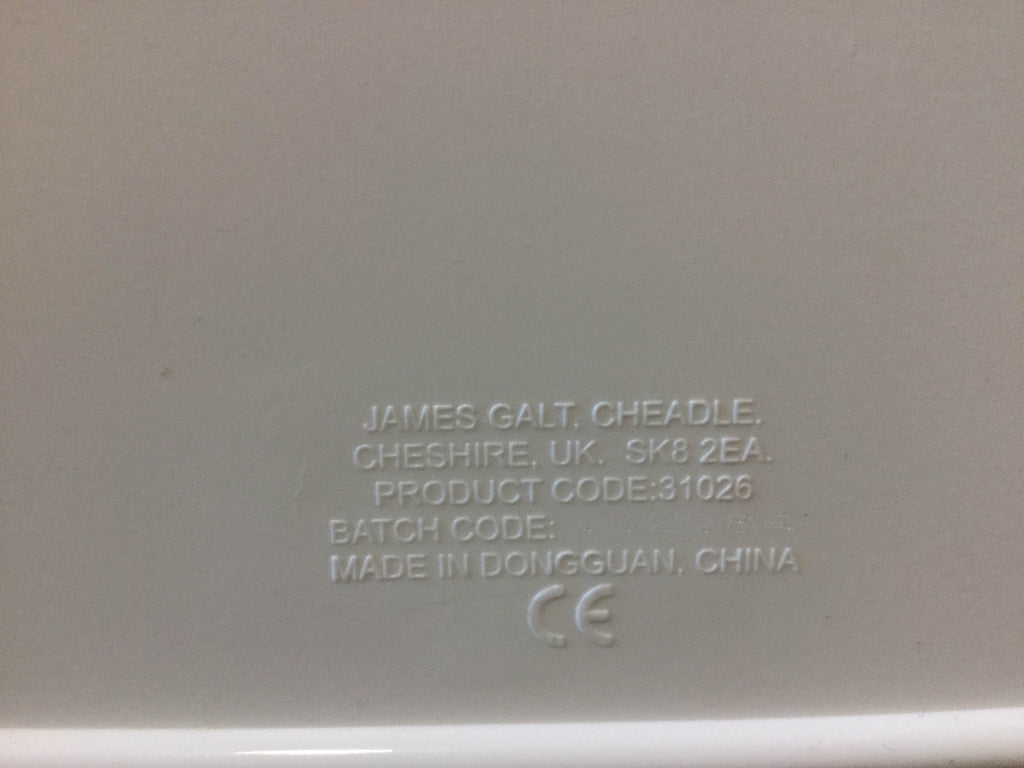 JAMES GALT, CHEADLE,
CHESHIRE, UK. SK8 2EA.
PRODUCT CODE:31026
BATCH CODE:
MADE IN DONGGUAN, CHINA
CE